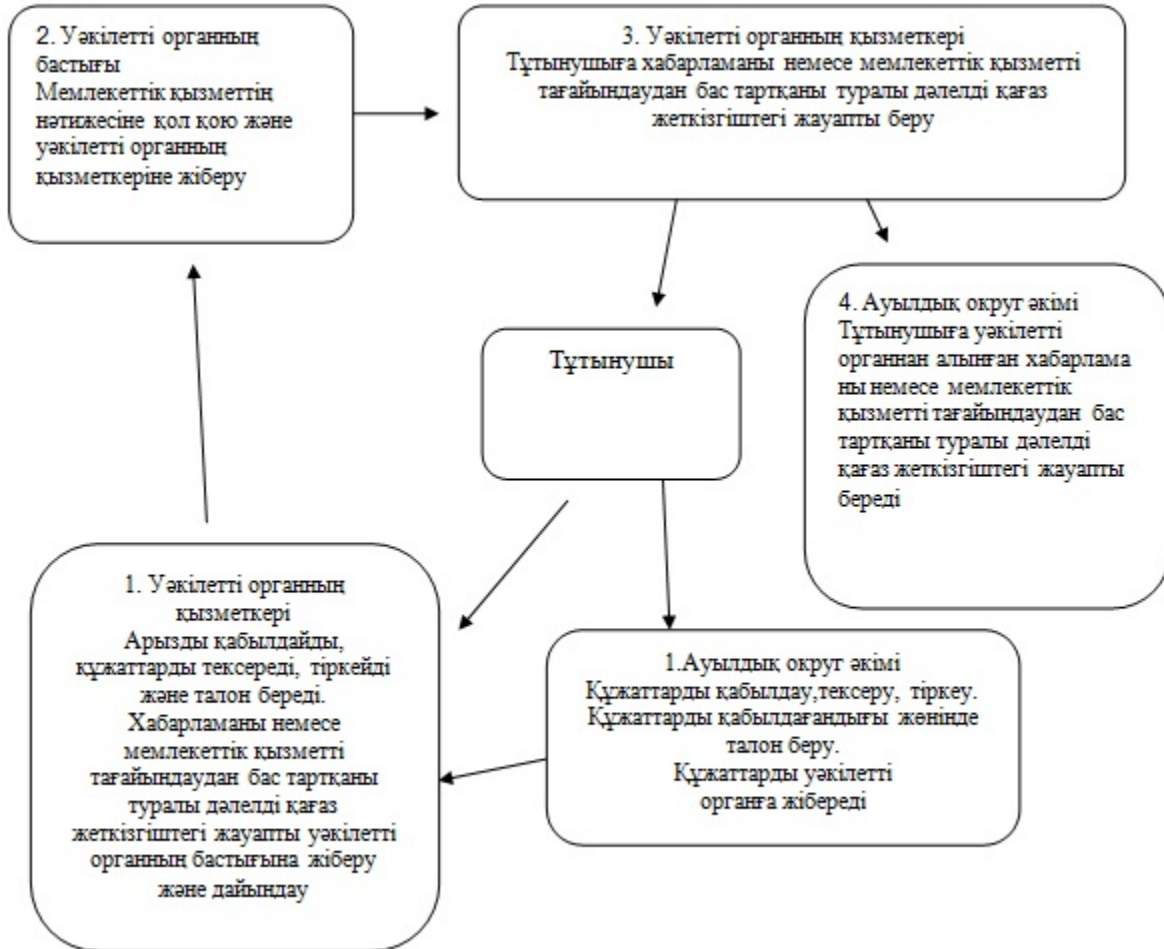 2. Уәкілетті органның
бастығы
Мемлекеттік қызметтің
нәтижесіне қол қою және
уәкілетті органның
қызметкеріне жіберу
3. Уәкілетті органның қызметкері
Тұтынушыға хабарламаны немесе мемлекеттік қызметті
тағайындаудан бас тартқаны туралы дәлелді қағаз
жеткізгіштегі жауапты беру
Тұтынушы
4. Ауылдық округ әкімі
Тұтынушыға уәкілетті
органнан алынған хабарлама
ны немесе мемлекеттік
қызметті тағайындаудан бас
тартқаны туралы дәлелді
қағаз жеткізгіштегі жауапты
береді
1. Уәкілетті органның
қызметкері
Арызды қабылдайды,
құжаттарды тексереді, тіркейді
және талон береді.
Хабарламаны немесе
мемлекеттік қызметті
тағайындаудан бас тартқаны
туралы дәлелді қағаз
жеткізгіштегі жауапты уәкілетті
органның бастығына жіберу
және дайындау
1.Ауылдық округ әкімі
Құжаттарды қабылдау,тексеру, тіркеу.
Құжаттарды қабылдағандығы жөнінде
талон беру.
Құжаттарды уәкілетті
органға жібереді